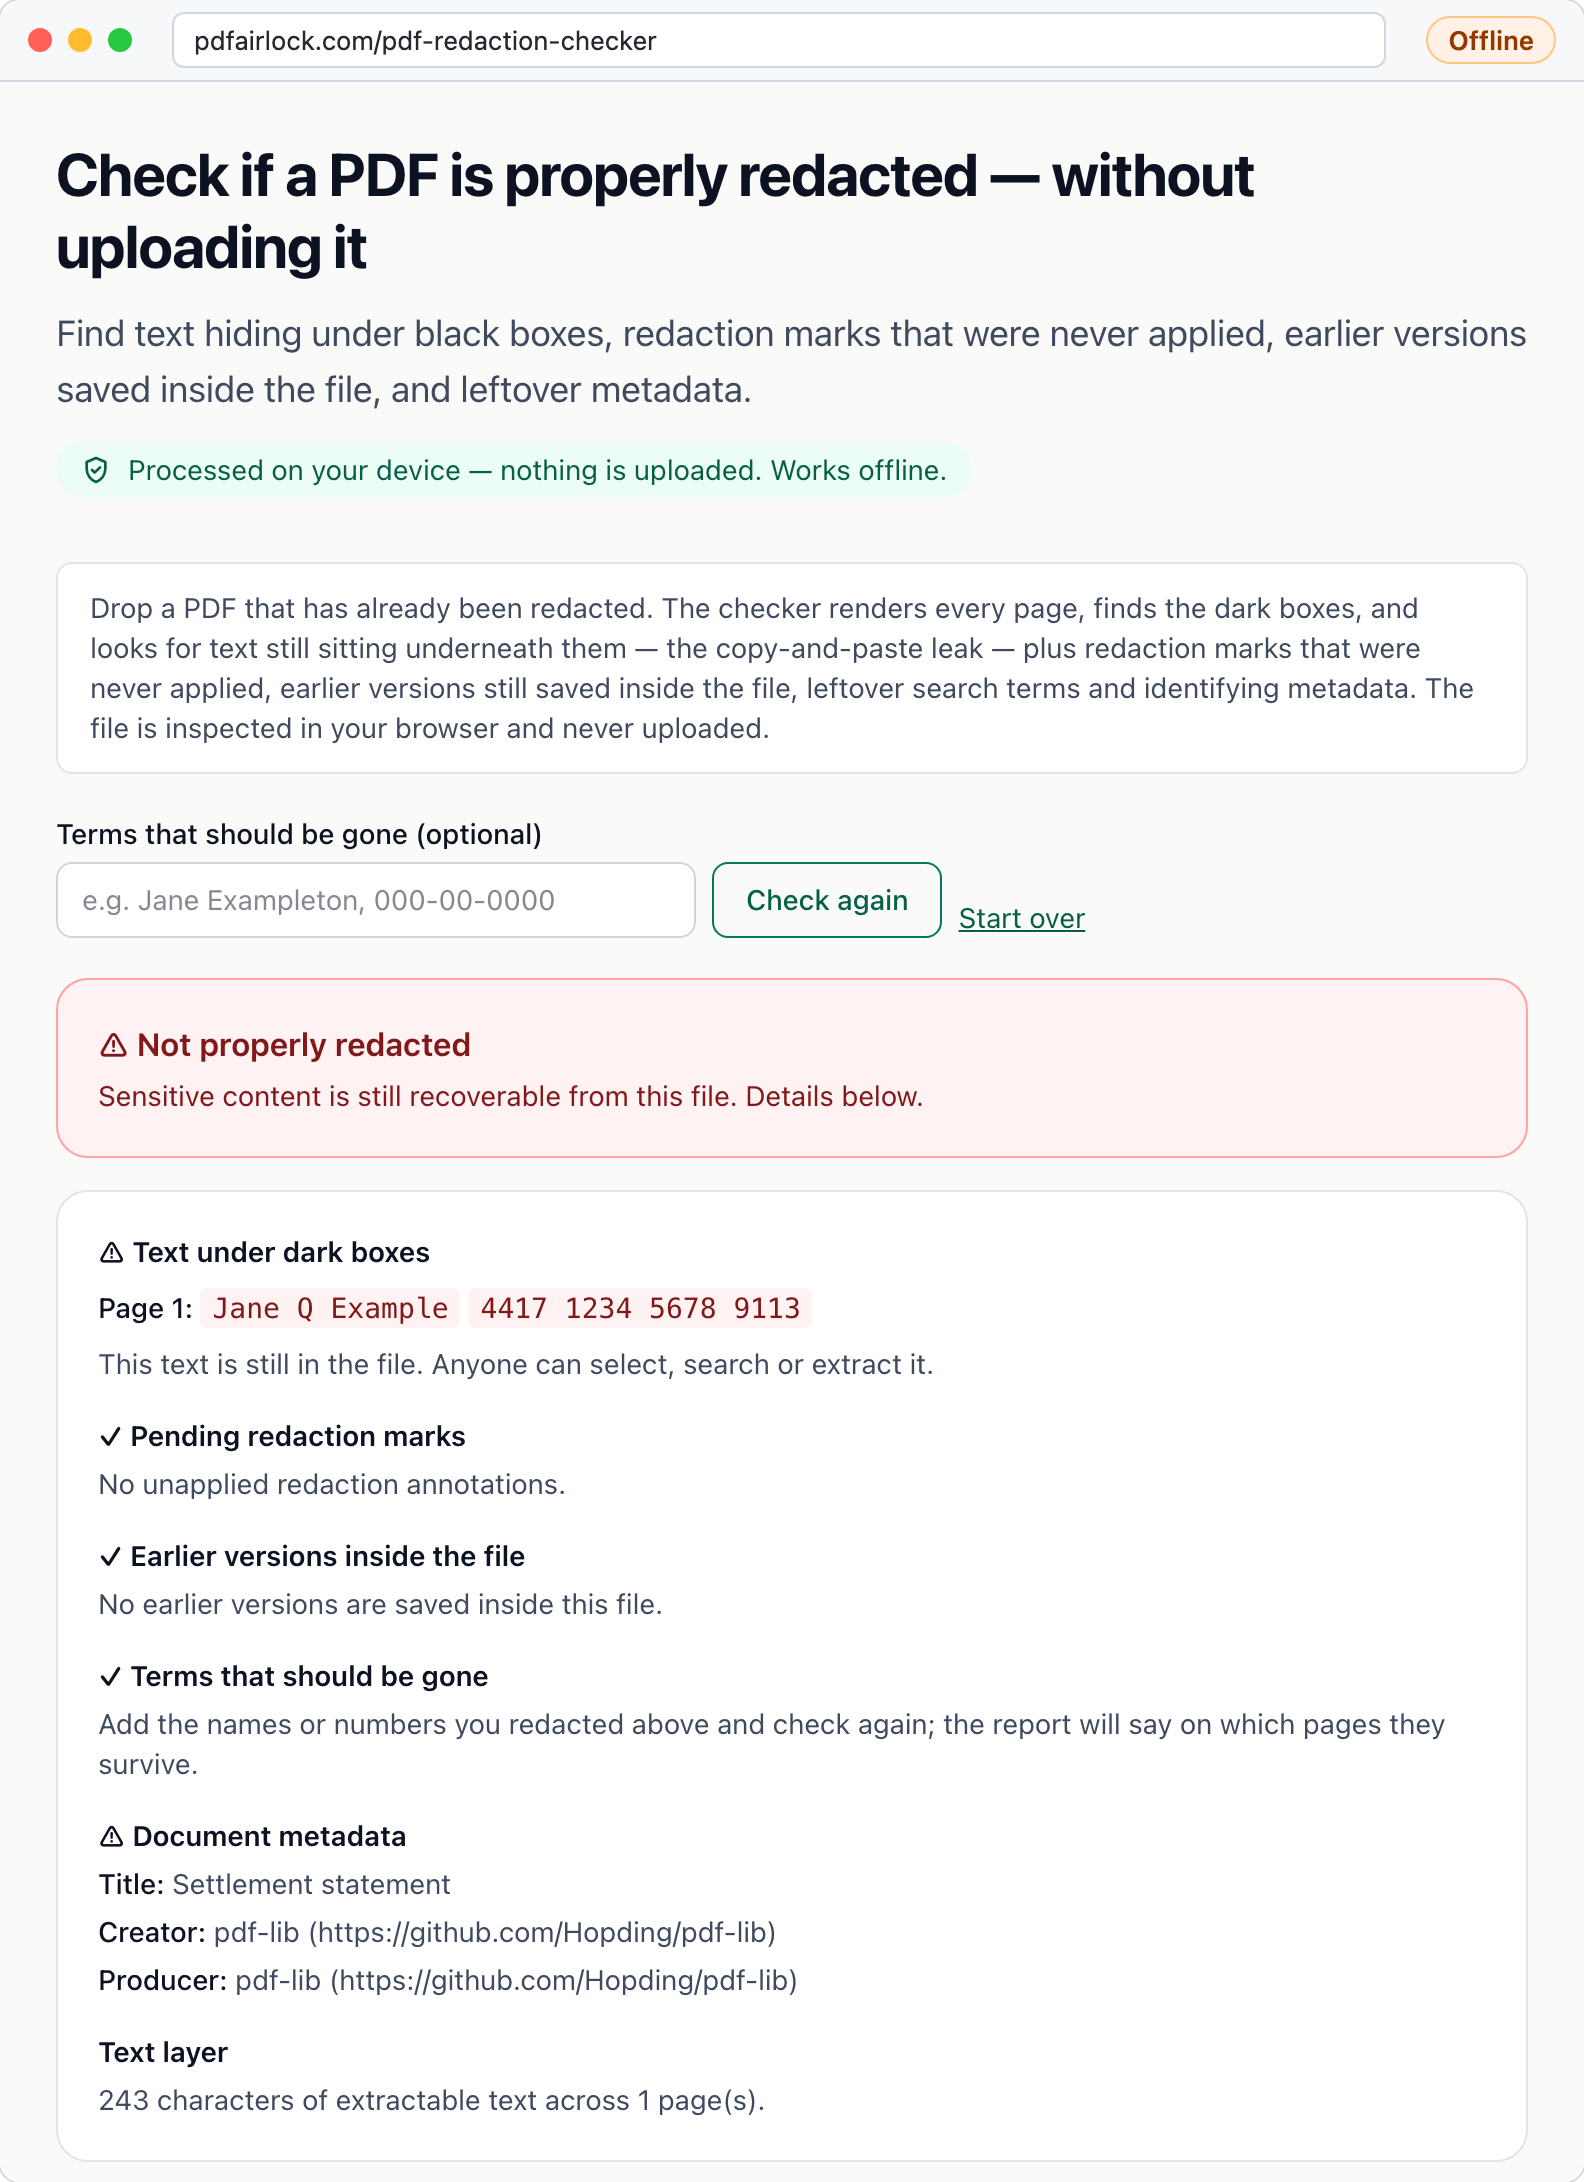 pdfairlock.com/pdf-redaction-checker
Offline
Check if a PDF is properly redacted — without
uploading it
Find text hiding under black boxes, redaction marks that were never applied, earlier versions
saved inside the file, and leftover metadata.
Processed on your device — nothing is uploaded. Works offline.
Drop a PDF that has already been redacted. The checker renders every page, finds the dark boxes, and
looks for text still sitting underneath them — the copy-and-paste leak — plus redaction marks that were
never applied, earlier versions still saved inside the file, leftover search terms and identifying metadata. The
file is inspected in your browser and never uploaded.
Terms that should be gone (optional)
e.g. Jane Exampleton, 000-00-0000
Check again
Start over
Not properly redacted
Sensitive content is still recoverable from this file. Details below.
Text under dark boxes
Page 1: Jane Q Example 4417 1234 5678 9113
This text is still in the file. Anyone can select, search or extract it.
✓ Pending redaction marks
No unapplied redaction annotations.
✓ Earlier versions inside the file
No earlier versions are saved inside this file.
✓ Terms that should be gone
Add the names or numbers you redacted above and check again; the report will say on which pages they
survive.
Document metadata
Title: Settlement statement
Creator: pdf-lib (https://github.com/Hopding/pdf-lib)
Producer: pdf-lib (https://github.com/Hopding/pdf-lib)
Text layer
243 characters of extractable text across 1 page(s).